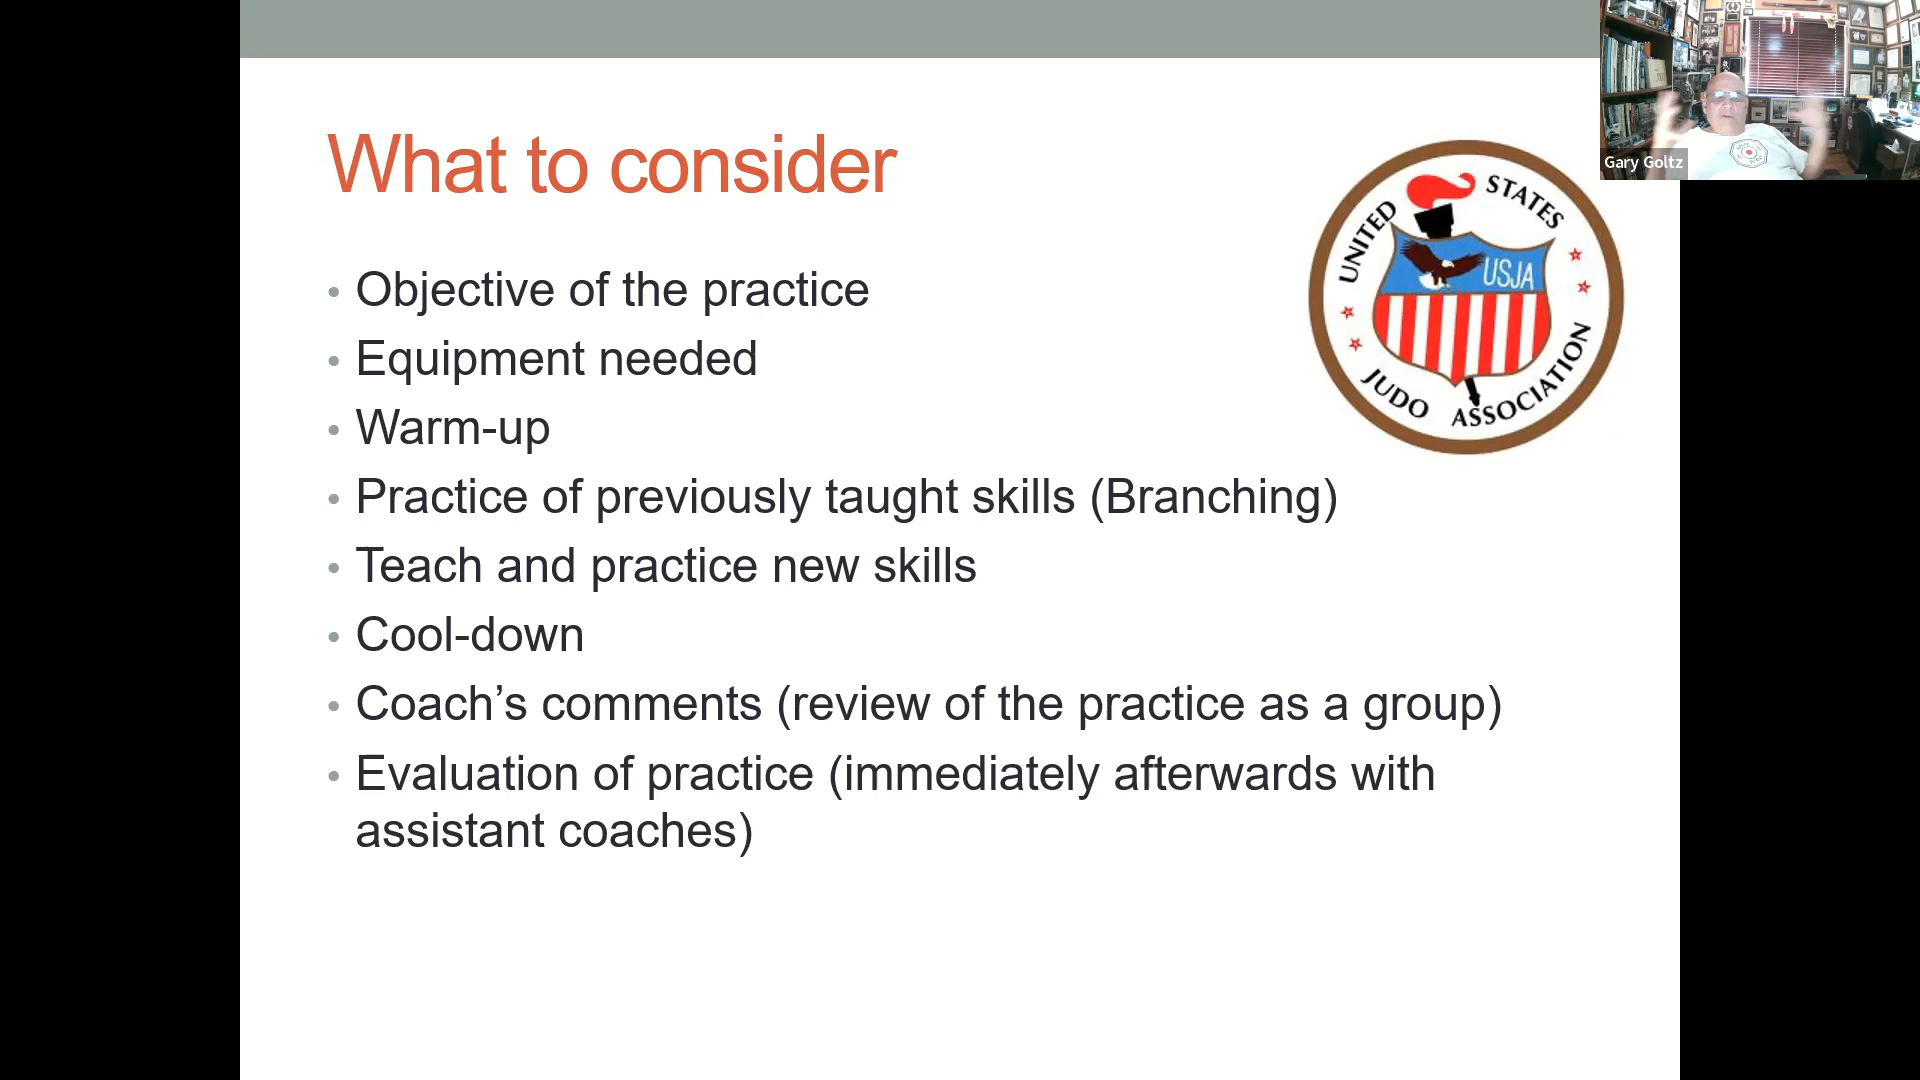 What to consider
• Objective of the practice
• Equipment needed
• Warm-up
• Practice of previously taught skills (Branching)
• Teach and practice new skills
• Cool-down
• Coach’s comments (review of the practice as a group)
• Evaluation of practice (immediately afterwards with
assistant coaches)
UNITED STATES
USJA
JUDO ASSOCIATION
Gary Goltz